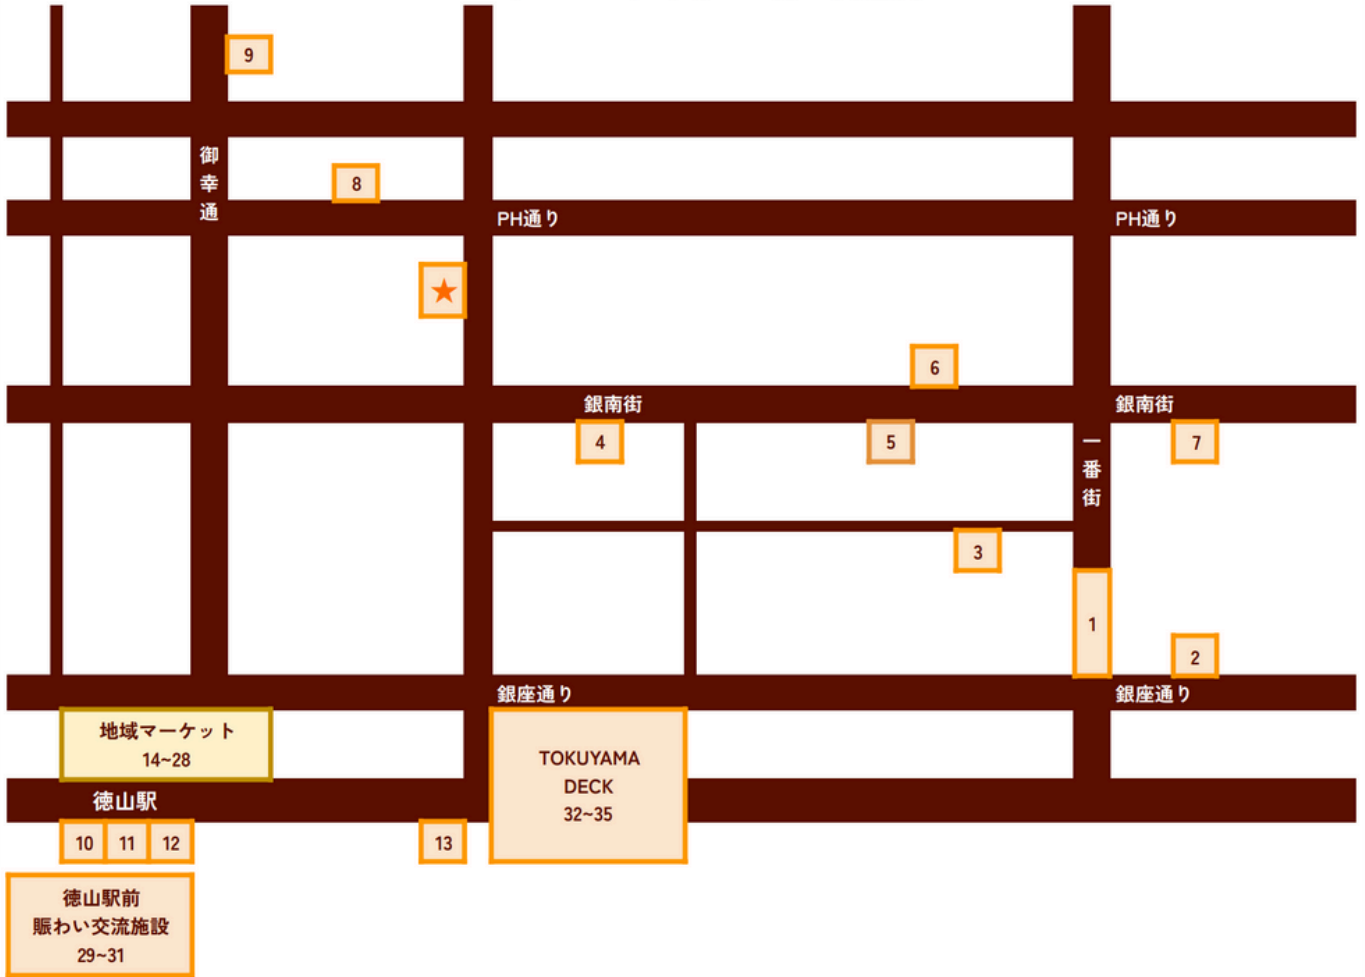 9
御幸通
8
PH通り
PH通り
★
6
銀南街
銀南街
4
5
7
一番街
3
1
2
銀座通り
銀座通り
地域マーケット
14~28
TOKUYAMA
DECK
32~35
徳山駅
10
11
12
13
徳山駅前
賑わい交流施設
29~31